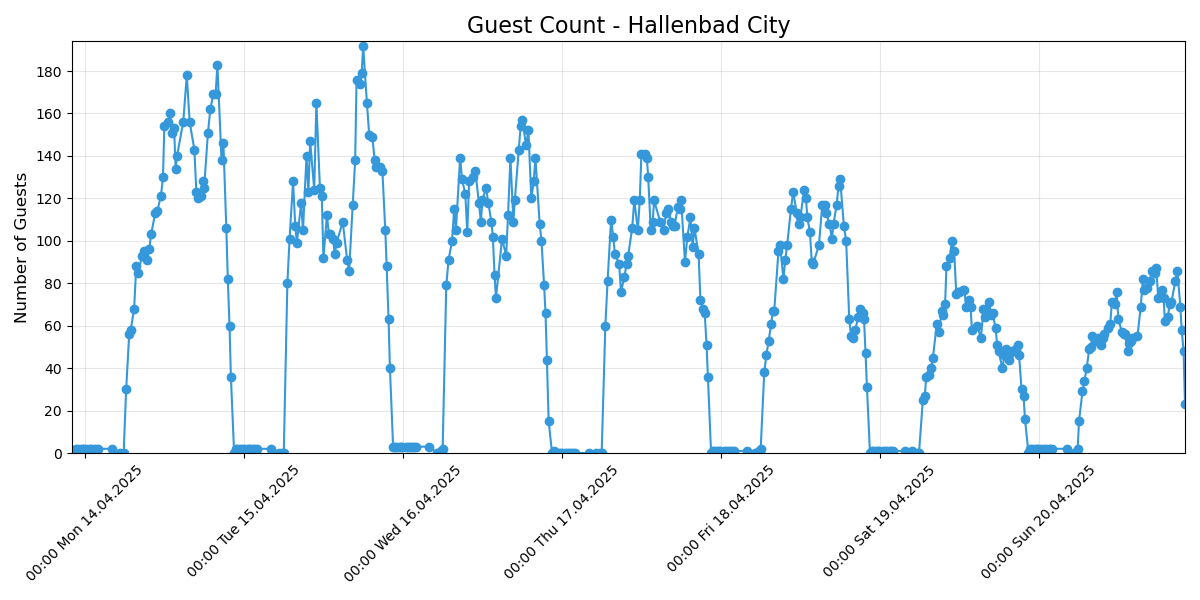 Guest Count - Hallenbad City
Number of Guests
180
160
140
120
100
80
60
40
20
0
00:00 Mon 14.04.2025
00:00 Tue 15.04.2025
00:00 Wed 16.04.2025
00:00 Thu 17.04.2025
00:00 Fri 18.04.2025
00:00 Sat 19.04.2025
00:00 Sun 20.04.2025